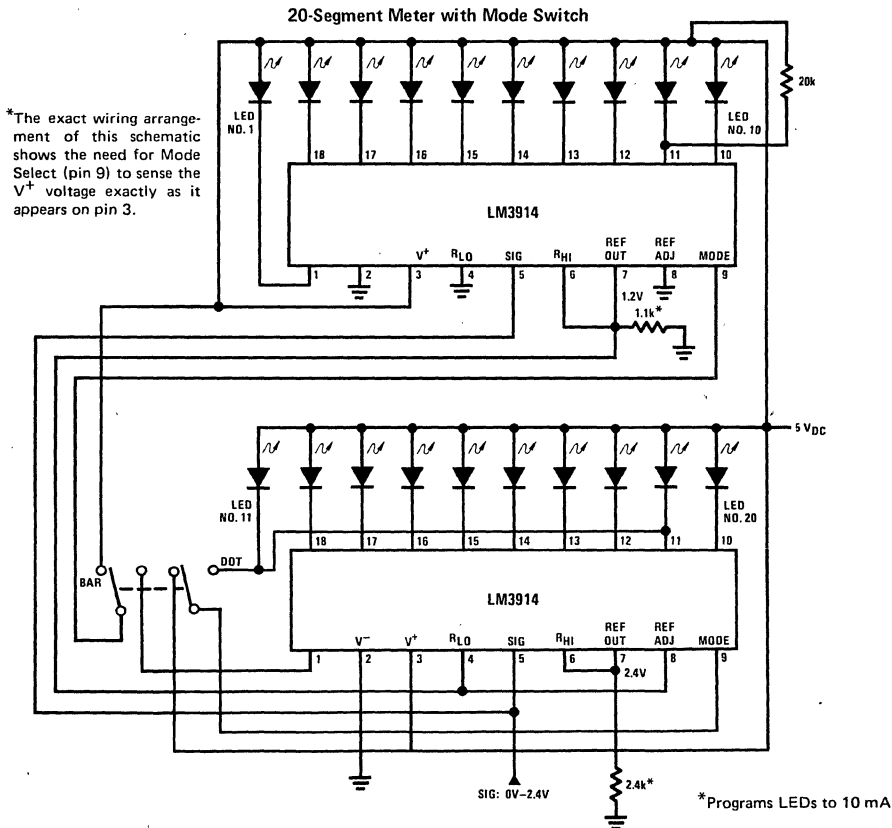 20-Segment Meter with Mode Switch
*The exact wiring arrange-
ment of this schematic
shows the need for Mode
Select (pin 9) to sense the
V+ voltage exactly as it
appears on pin 3.
LED
NO. 1
LED
NO. 10
20k
18 17 16 15 14 13 12 11 10
LM3914
V+ RLO SIG RHI REF OUT REF ADJ MODE
1 2 3 4 5 6 7 8 9
1.2V
1.1k*
5 VDC
LED
NO. 11
LED
NO. 20
18 17 16 15 14 13 12 11 10
BAR
DOT
LM3914
V− V+ RLO SIG RHI REF OUT REF ADJ MODE
1 2 3 4 5 6 7 8 9
2.4V
SIG: 0V–2.4V
2.4k*
*Programs LEDs to 10 mA